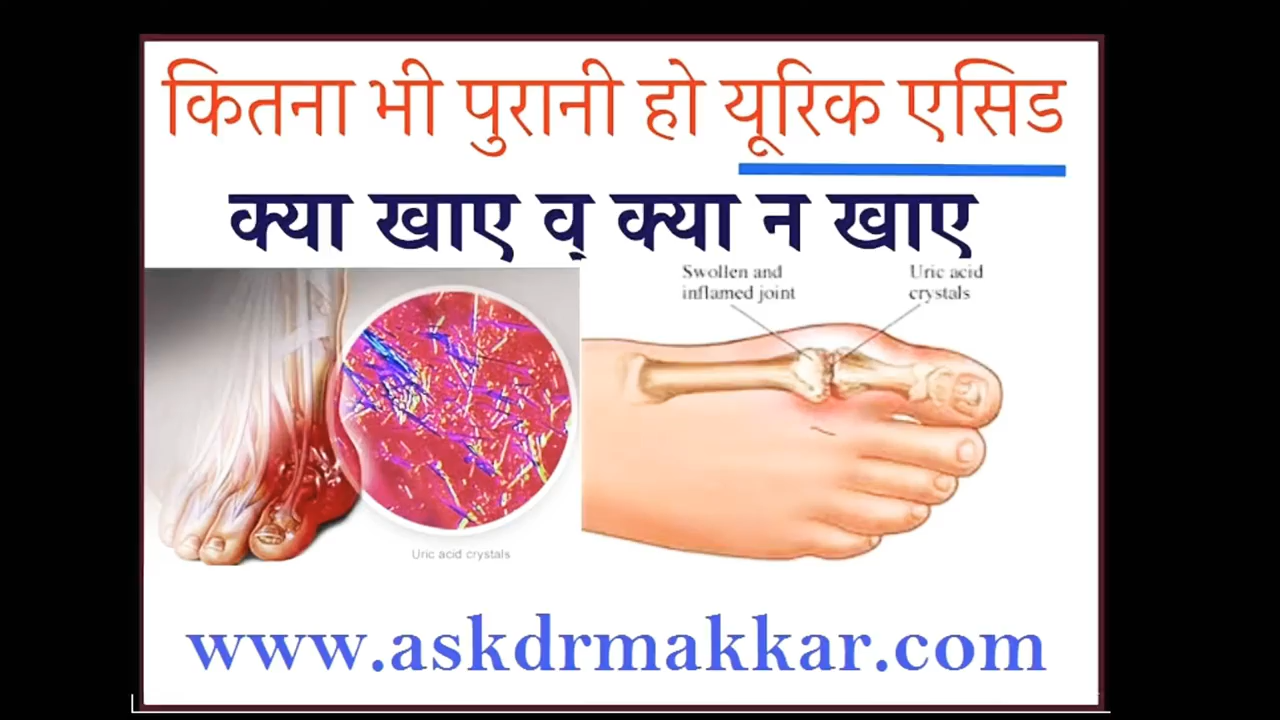 कितना भी पुरानी हो यूरिक एसिड
क्या खाए व् क्या न खाए
Swollen and
inflamed joint
Uric acid
crystals
Uric acid crystals
www.askdrmakkar.com